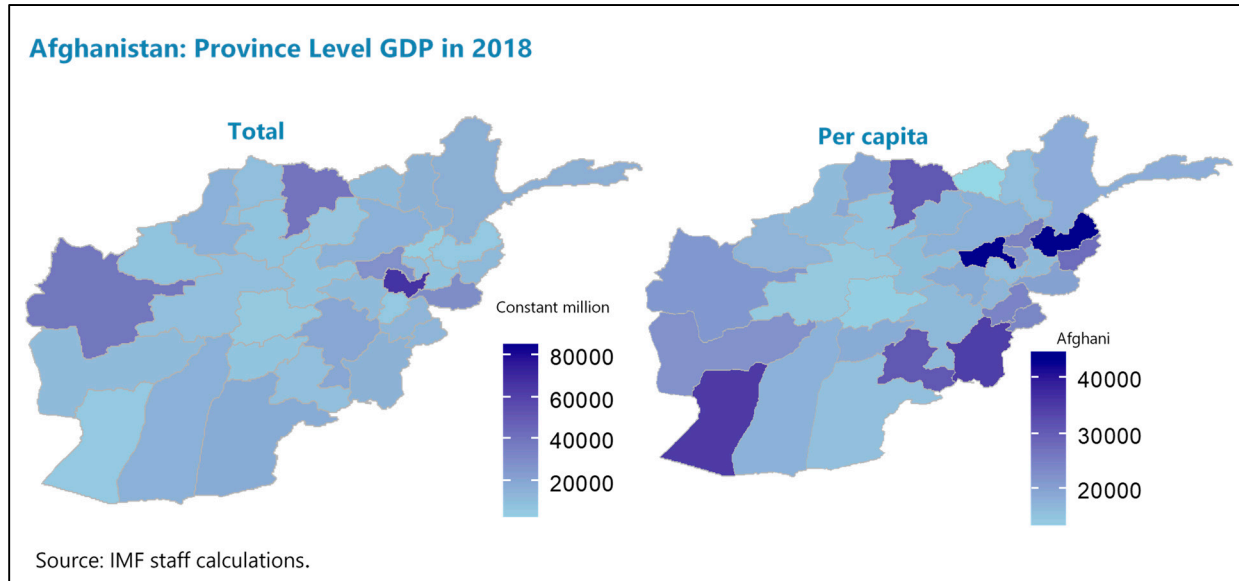 Afghanistan: Province Level GDP in 2018
Total
Per capita
Constant million
80000
60000
40000
20000
Afghani
40000
30000
20000
Source: IMF staff calculations.